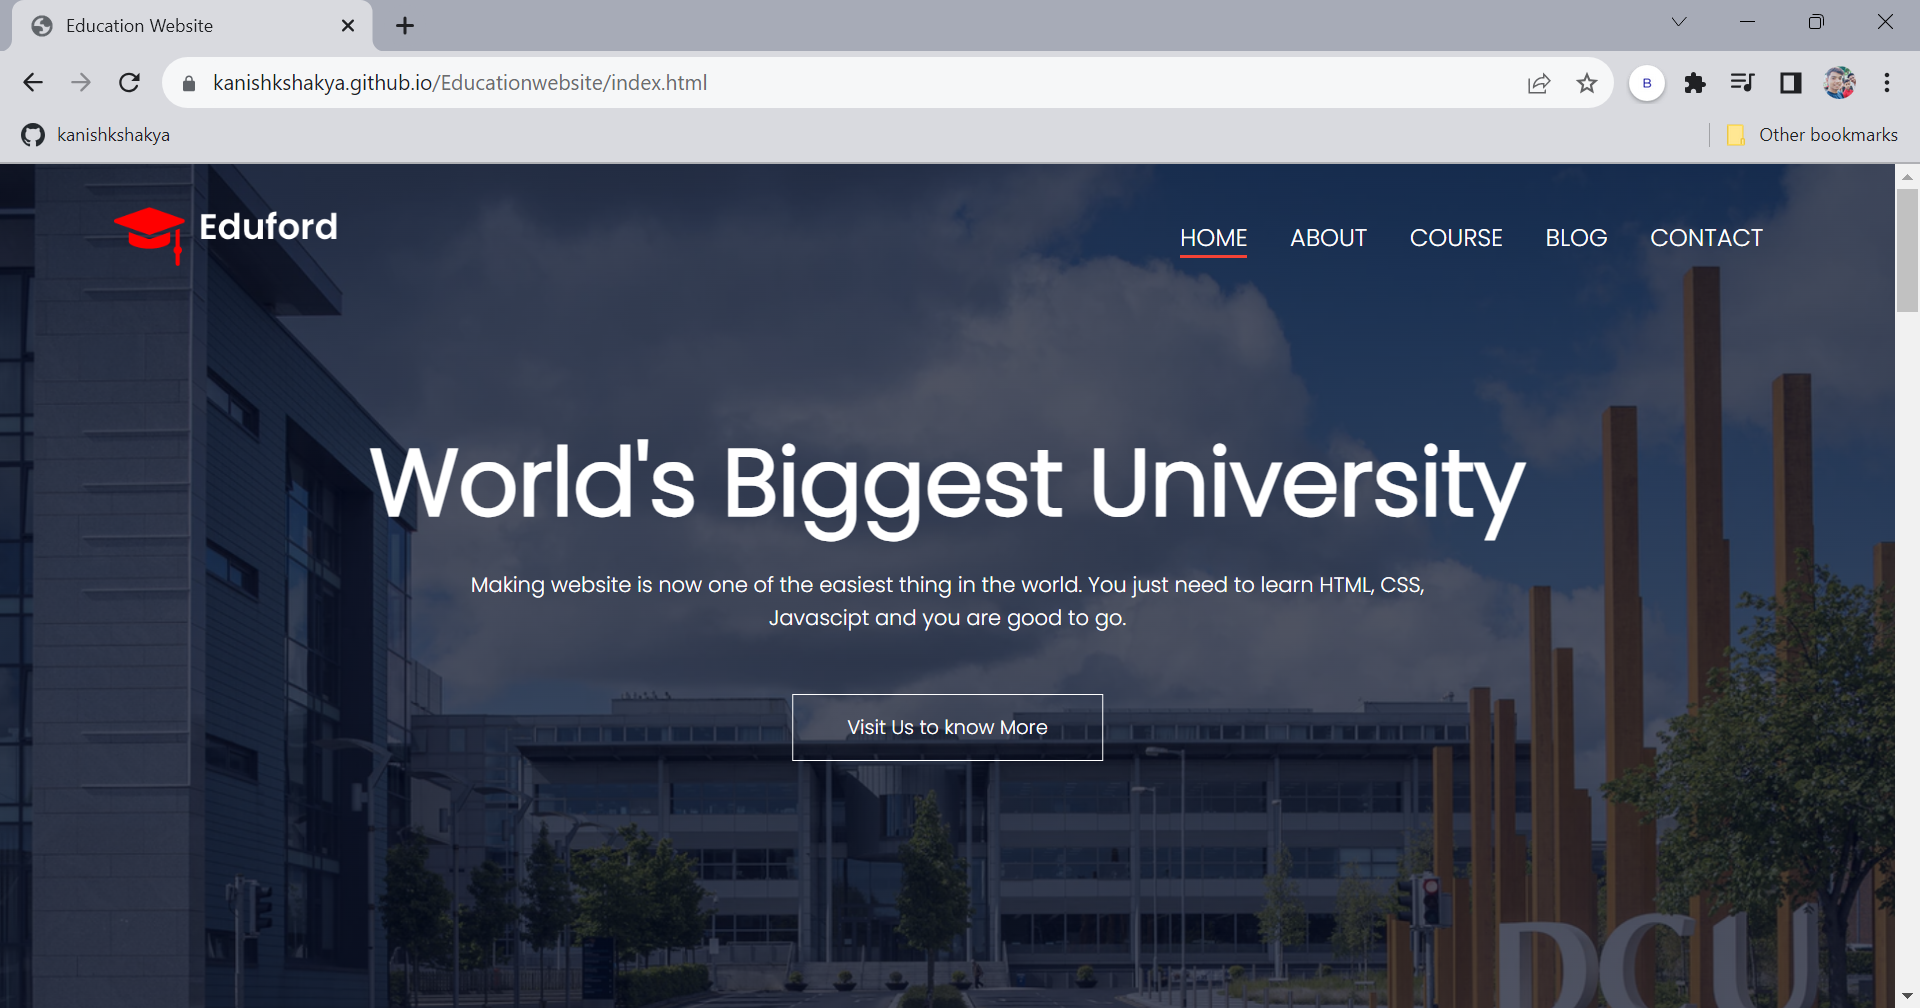 Education Website
kanishkshakya.github.io/Educationwebsite/index.html
B
kanishkshakya
Other bookmarks
Eduford
HOME ABOUT COURSE BLOG CONTACT
World's Biggest University
Making website is now one of the easiest thing in the world. You just need to learn HTML, CSS,
Javascipt and you are good to go.
Visit Us to know More
DCU